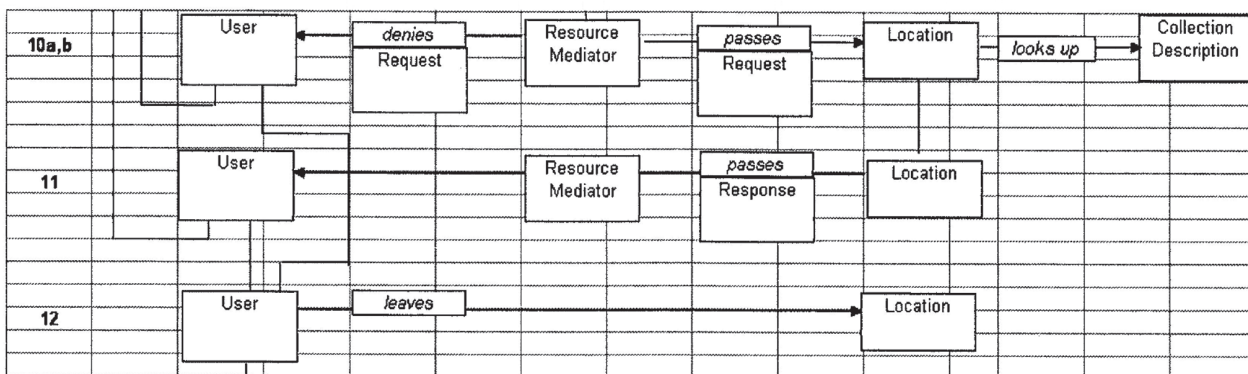 10a,b
User
denies
Request
Resource
Mediator
passes
Request
Location
looks up
Collection
Description
11
User
Resource
Mediator
passes
Response
Location
12
User
leaves
Location